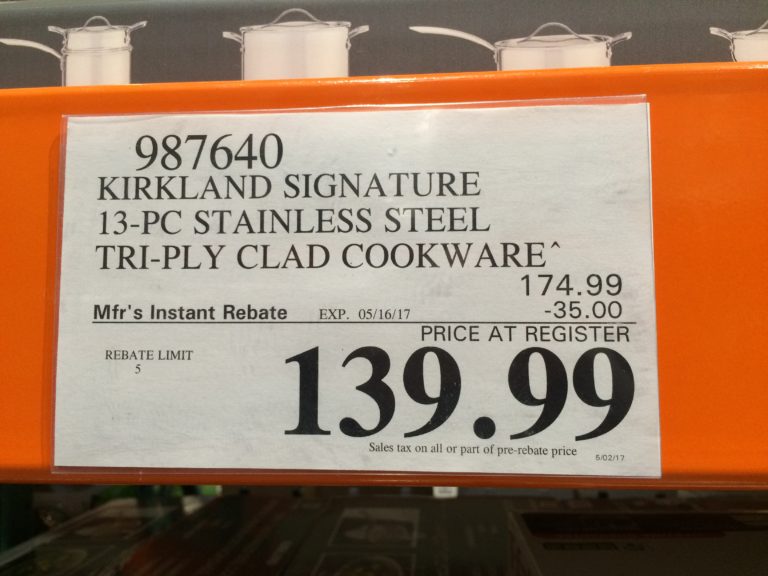 987640
KIRKLAND SIGNATURE
13-PC STAINLESS STEEL
TRI-PLY CLAD COOKWARE^
174.99
Mfr's Instant Rebate EXP. 05/16/17 -35.00
PRICE AT REGISTER
REBATE LIMIT
5
139.99
Sales tax on all or part of pre-rebate price 5/02/17